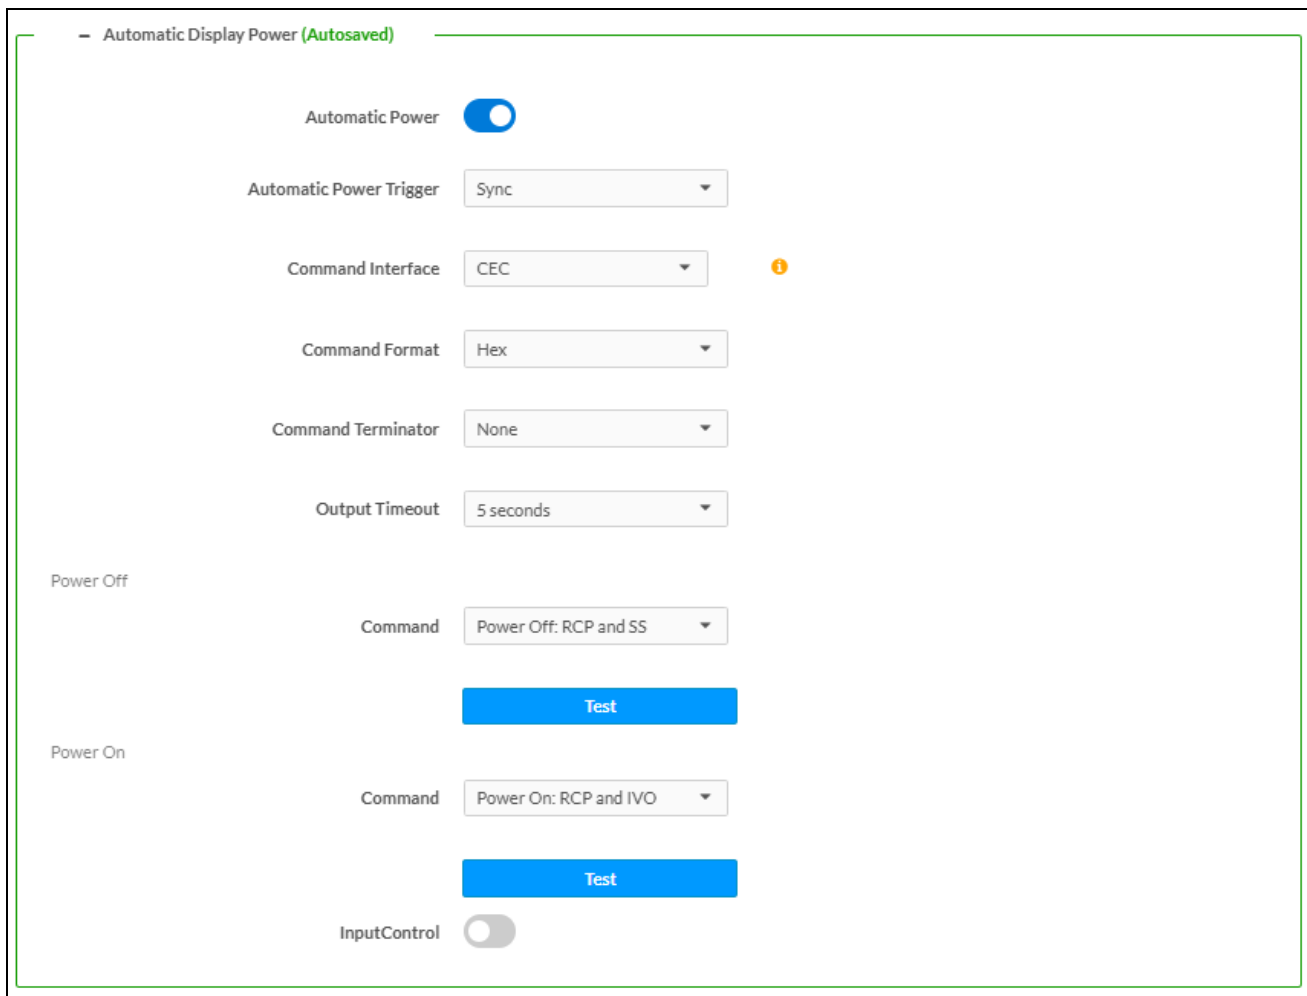 – Automatic Display Power (Autosaved)
Automatic Power
Automatic Power Trigger Sync
Command Interface CEC
Command Format Hex
Command Terminator None
Output Timeout 5 seconds
Power Off
Command Power Off: RCP and SS
Test
Power On
Command Power On: RCP and IVO
Test
InputControl